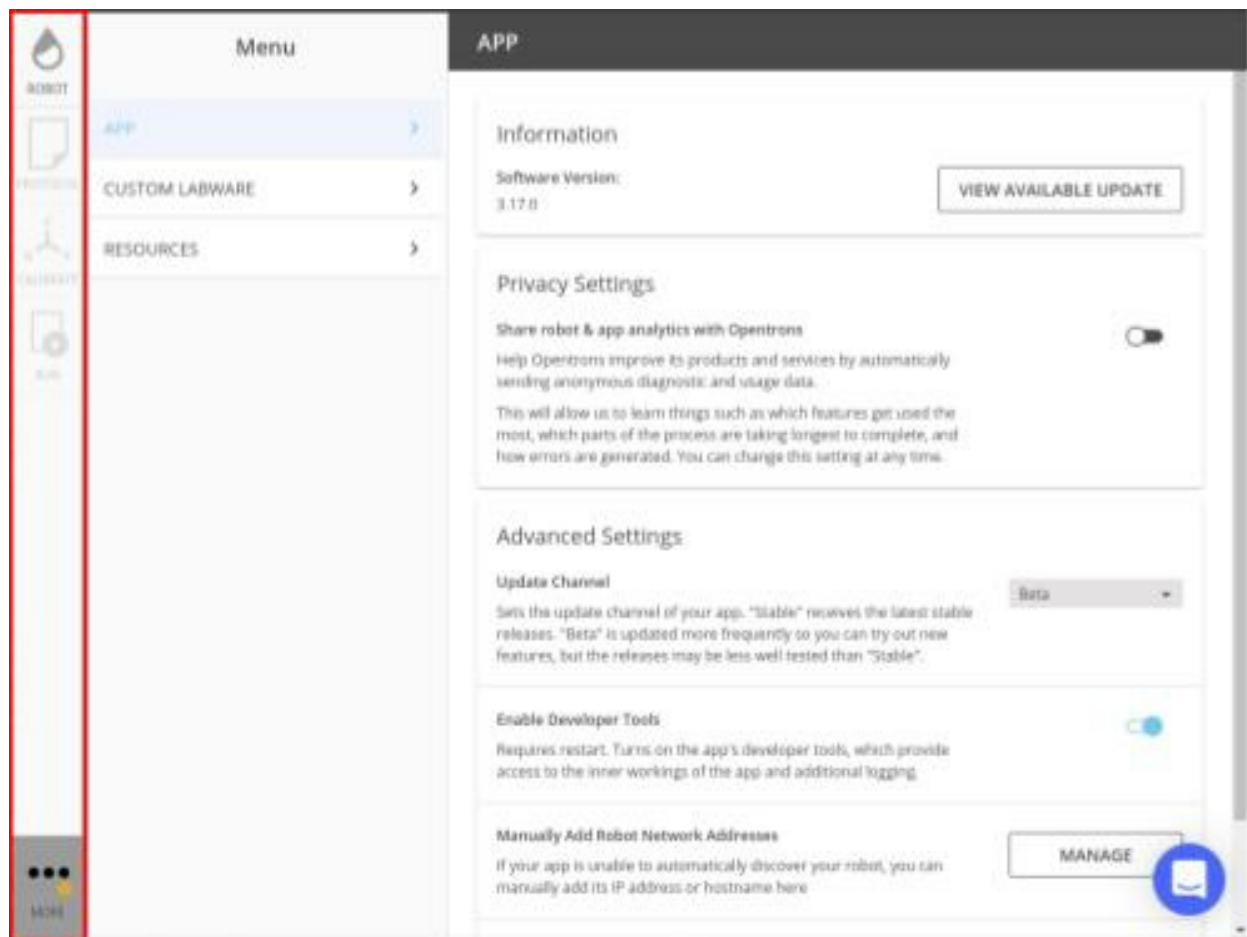 ROBOT
PROTOCOL
CALIBRATE
RUN
MORE
Menu
APP
CUSTOM LABWARE
RESOURCES
APP
Information
Software Version:
3.17.0
VIEW AVAILABLE UPDATE
Privacy Settings
Share robot & app analytics with Opentrons
Help Opentrons improve its products and services by automatically
sending anonymous diagnostic and usage data.
This will allow us to learn things such as which features get used the
most, which parts of the process are taking longest to complete, and
how errors are generated. You can change this setting at any time.
Advanced Settings
Update Channel
Beta
Sets the update channel of your app. "Stable" receives the latest stable
releases. "Beta" is updated more frequently so you can try out new
features, but the releases may be less well tested than "Stable".
Enable Developer Tools
Requires restart. Turns on the app's developer tools, which provide
access to the inner workings of the app and additional logging.
Manually Add Robot Network Addresses
If your app is unable to automatically discover your robot, you can
manually add its IP address or hostname here
MANAGE